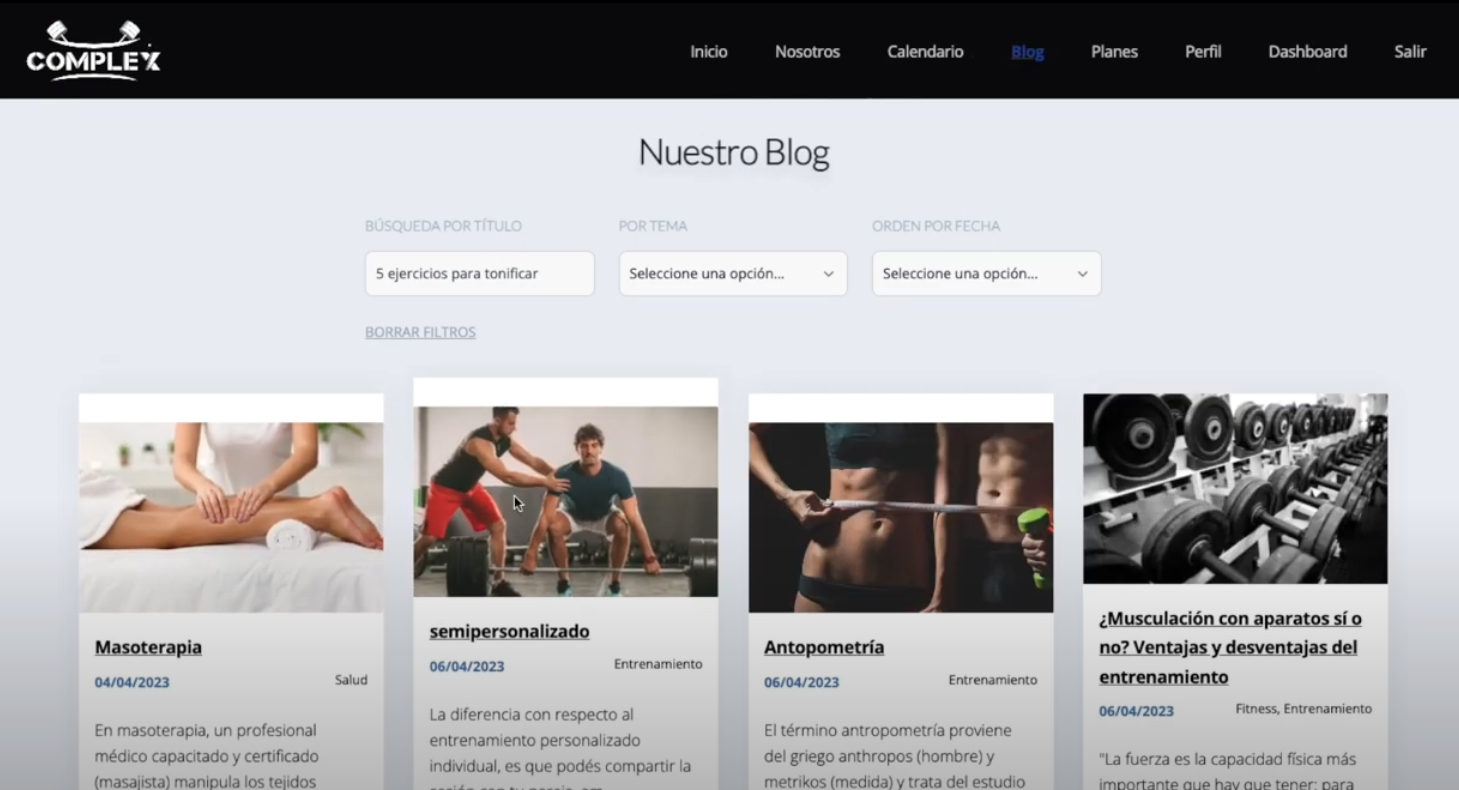 COMPLEX
Inicio Nosotros Calendario Blog Planes Perfil Dashboard Salir
Nuestro Blog
BÚSQUEDA POR TÍTULO
POR TEMA
ORDEN POR FECHA
5 ejercicios para tonificar
Seleccione una opción...
Seleccione una opción...
BORRAR FILTROS
Masoterapia
04/04/2023
Salud
En masoterapia, un profesional
médico capacitado y certificado
(masajista) manipula los tejidos
semipersonalizado
06/04/2023
Entrenamiento
La diferencia con respecto al
entrenamiento personalizado
individual, es que podés compartir la
Antopometría
06/04/2023
Entrenamiento
El término antropometría proviene
del griego anthropos (hombre) y
metrikos (medida) y trata del estudio
¿Musculación con aparatos sí o
no? Ventajas y desventajas del
entrenamiento
06/04/2023
Fitness, Entrenamiento
"La fuerza es la capacidad física más
importante que hay que tener; para